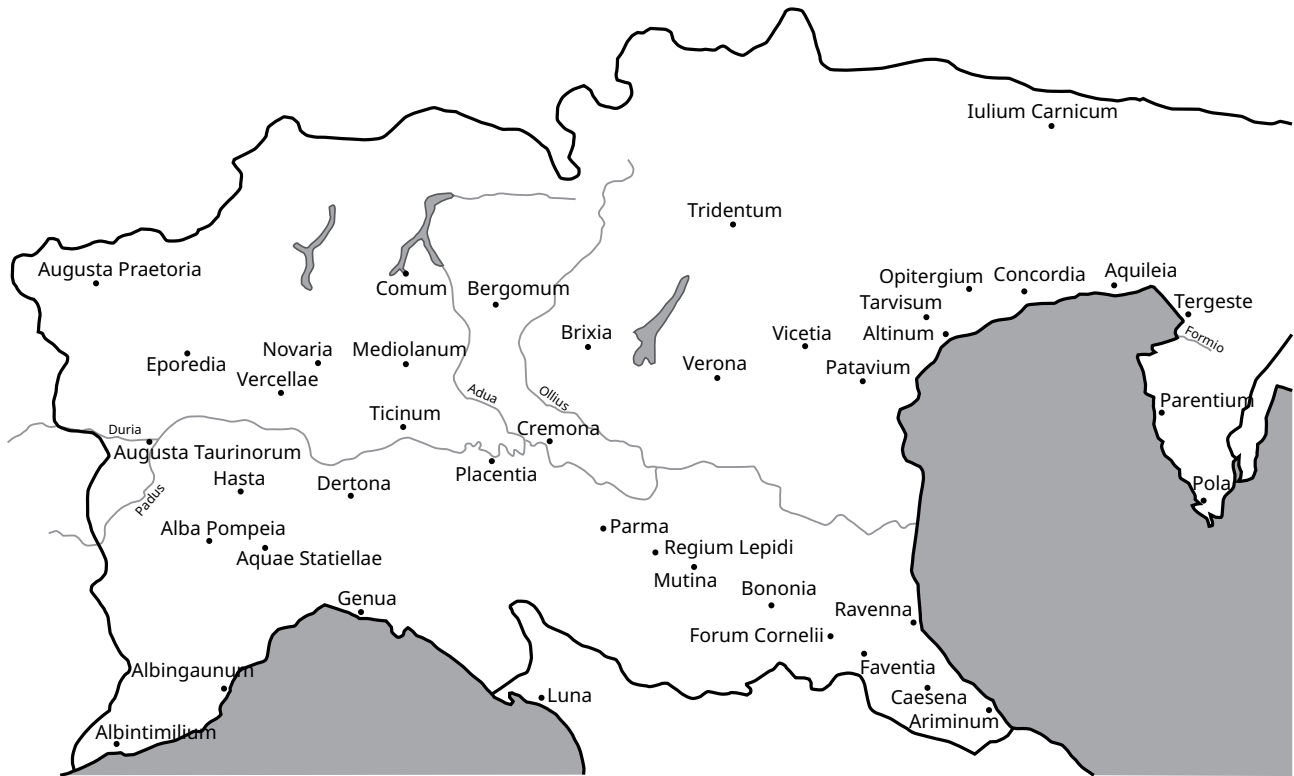 Iulium Carnicum
Tridentum
Augusta Praetoria
Opitergium
Concordia
Aquileia
Comum
Bergomum
Tarvisum
Tergeste
Brixia
Vicetia
Altinum
Formio
Novaria
Mediolanum
Eporedia
Verona
Patavium
Vercellae
Adua
Ollius
Parentium
Ticinum
Duria
Cremona
Augusta Taurinorum
Placentia
Hasta
Dertona
Padus
Pola
Alba Pompeia
Parma
Aquae Statiellae
Regium Lepidi
Mutina
Bononia
Genua
Ravenna
Forum Cornelii
Albingaunum
Faventia
Luna
Caesena
Ariminum
Albintimilium